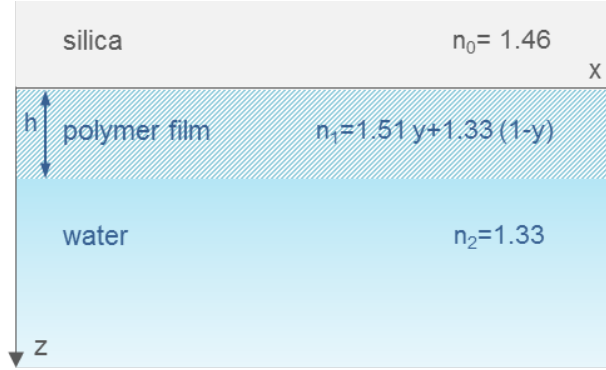 silica n₀= 1.46
x
h polymer film n₁=1.51 y+1.33 (1-y)
water n₂=1.33
z